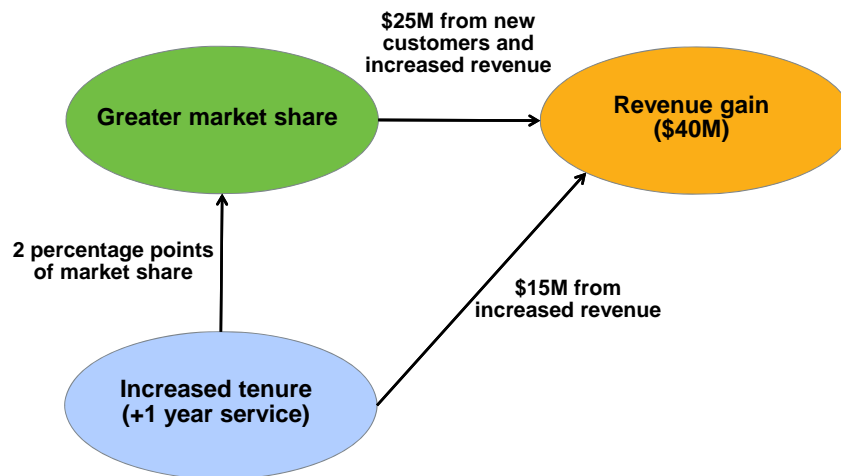 $25M from new
customers and
increased revenue
Greater market share
Revenue gain
($40M)
2 percentage points
of market share
$15M from
increased revenue
Increased tenure
(+1 year service)